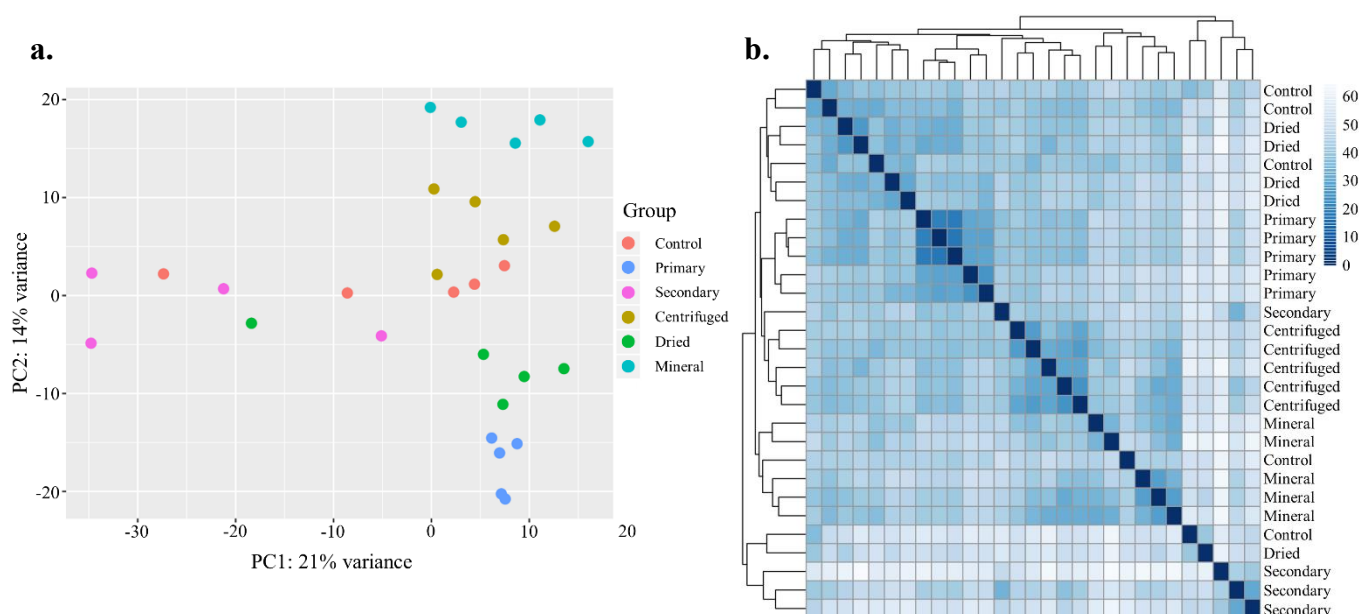 a.
20
10
0
-10
-20
PC2: 14% variance
-30
-20
-10
0
10
20
PC1: 21% variance
Group
Control
Primary
Secondary
Centrifuged
Dried
Mineral
b.
Control
Control
Dried
Dried
Control
Dried
Dried
Primary
Primary
Primary
Primary
Primary
Secondary
Centrifuged
Centrifuged
Centrifuged
Centrifuged
Centrifuged
Mineral
Mineral
Control
Mineral
Mineral
Mineral
Control
Dried
Secondary
Secondary
Secondary
60
50
40
30
20
10
0